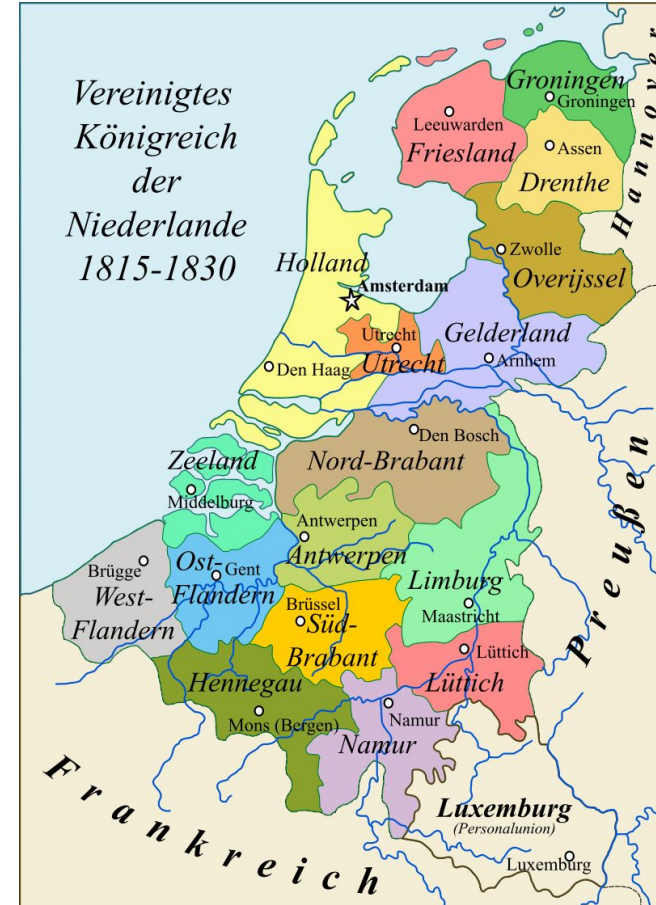 Vereinigtes
Königreich
der
Niederlande
1815-1830
Groningen
Groningen
Hannover
Leeuwarden
Friesland
Assen
Drenthe
Zwolle
Overijssel
Holland
Amsterdam
Utrecht
Utrecht
Gelderland
Arnhem
Den Haag
Den Bosch
Nord-Brabant
Zeeland
Middelburg
Preußen
Antwerpen
Antwerpen
Brügge
West-
Flandern
Ost-
Gent
Flandern
Limburg
Maastricht
Brüssel
Süd-
Brabant
Lüttich
Lüttich
Hennegau
Mons (Bergen)
Namur
Namur
Frankreich
Luxemburg
(Personalunion)
Luxemburg